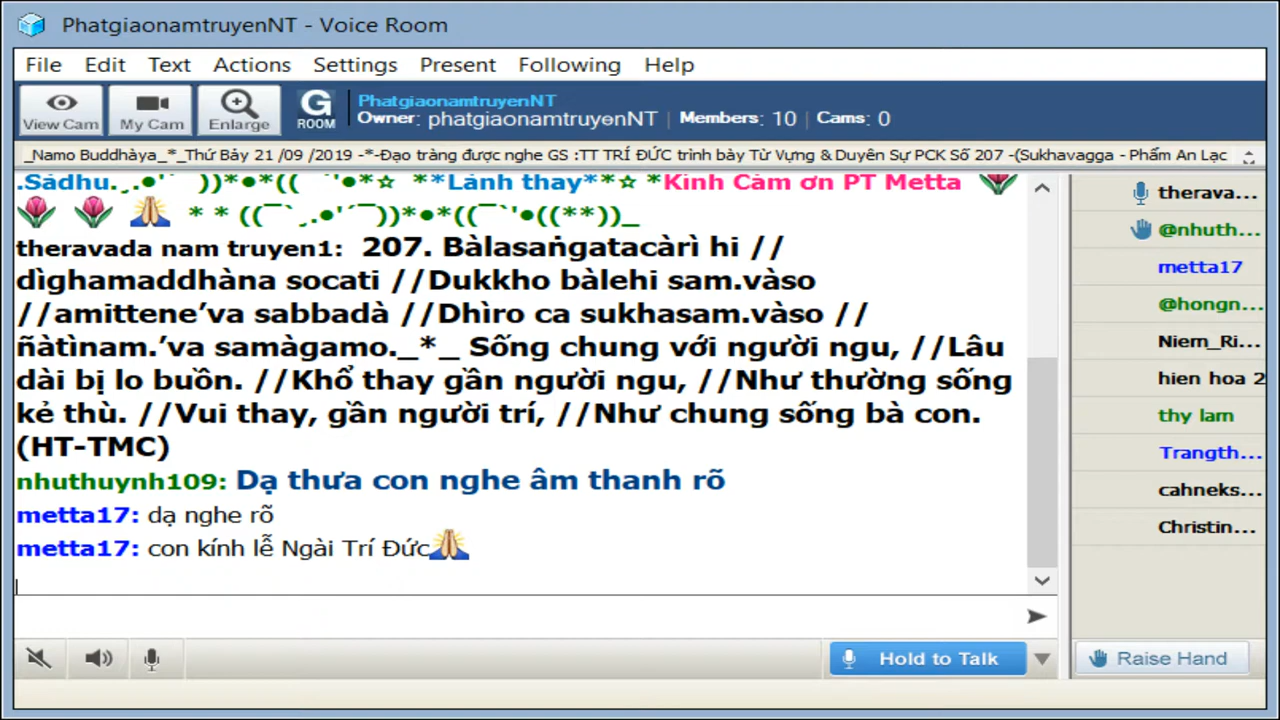 PhatgiaonamtruyenNT - Voice Room
File Edit Text Actions Settings Present Following Help
View Cam My Cam Enlarge G ROOM
PhatgiaonamtruyenNT
Owner: phatgiaonamtruyenNT | Members: 10 | Cams: 0
_Namo Buddhàya_*_Thứ Bảy 21 /09 /2019 -*-Đạo tràng được nghe GS :TT TRÍ ĐỨC trình bày Từ Vựng & Duyên Sự PCK Số 207 -(Sukhavagga - Phẩm An Lạc
.Sádhu.¸.●'´¯))*●*((¯`'●*☆ **Lành thay**☆ *Kính Cảm ơn PT Metta
* * ((¯`¸.●'´¯))*●*((¯`'●((**))_
theravada nam truyen1: 207. Bàlasaṅgatacàrì hi //
dìghamaddhàna socati //Dukkho bàlehi sam.vàso
//amittene’va sabbadà //Dhìro ca sukhasam.vàso //
ñàtìnam.’va samàgamo._*_ Sống chung với người ngu, //Lâu
dài bị lo buồn. //Khổ thay gần người ngu, //Như thường sống
kẻ thù. //Vui thay, gần người trí, //Như chung sống bà con.
(HT-TMC)
nhuthuynh109: Dạ thưa con nghe âm thanh rõ
metta17: dạ nghe rõ
metta17: con kính lễ Ngài Trí Đức
therava...
@nhuth...
metta17
@hongn...
Niem_Ri...
hien hoa 2
thy lam
Trangth...
cahneks...
Christin...
Hold to Talk
Raise Hand